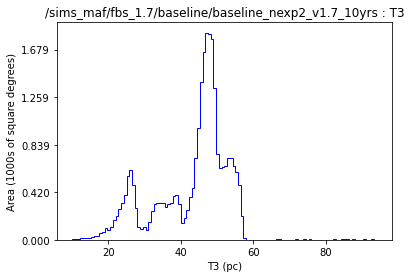 /sims_maf/fbs_1.7/baseline/baseline_nexp2_v1.7_10yrs : T3
Area (1000s of square degrees)
1.679
1.259
0.839
0.420
0.000
20 40 60 80
T3 (pc)